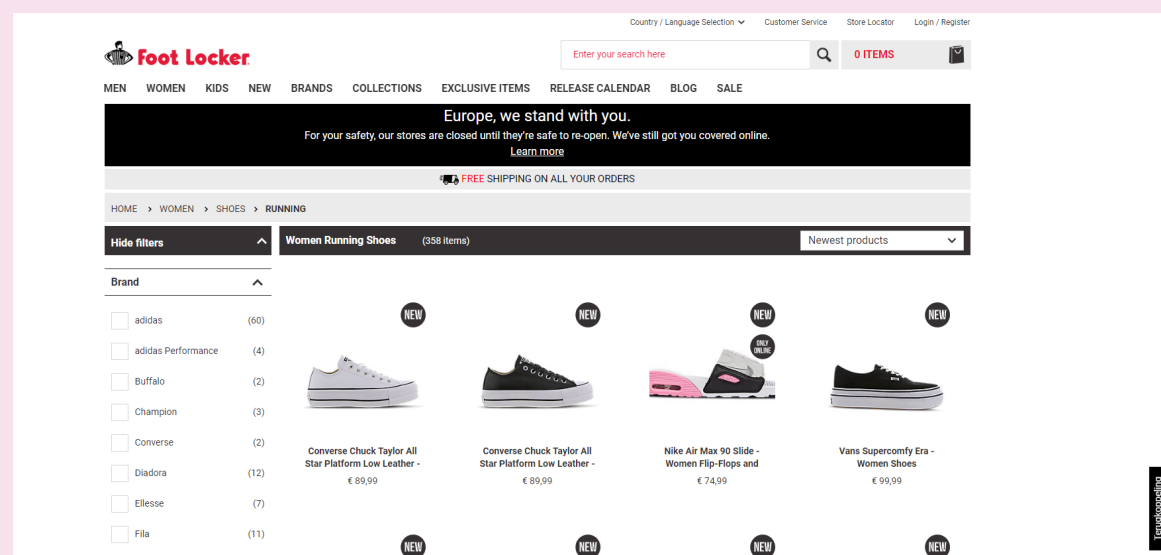 Country / Language Selection Customer Service Store Locator Login / Register
Foot Locker
Enter your search here
0 ITEMS
MEN WOMEN KIDS NEW BRANDS COLLECTIONS EXCLUSIVE ITEMS RELEASE CALENDAR BLOG SALE
Europe, we stand with you.
For your safety, our stores are closed until they're safe to re-open. We've still got you covered online.
Learn more
FREE SHIPPING ON ALL YOUR ORDERS
HOME > WOMEN > SHOES > RUNNING
Hide filters
Women Running Shoes (358 items)
Newest products
Brand
adidas (60)
adidas Performance (4)
Buffalo (2)
Champion (3)
Converse (2)
Diadora (12)
Ellesse (7)
Fila (11)
NEW
NEW
NEW
ONLY
ONLINE
NEW
Converse Chuck Taylor All
Star Platform Low Leather -
€ 89,99
Converse Chuck Taylor All
Star Platform Low Leather -
€ 89,99
Nike Air Max 90 Slide -
Women Flip-Flops and
€ 74,99
Vans Supercomfy Era -
Women Shoes
€ 99,99
NEW
NEW
NEW
NEW
Terugkoppeling